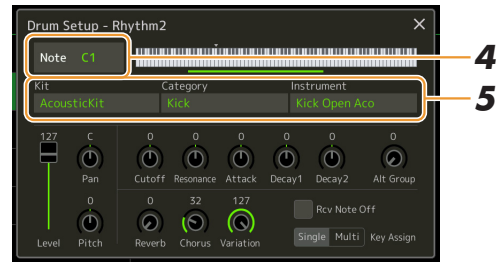 Drum Setup - Rhythm2
Note C1
4
Kit Category Instrument
AcousticKit Kick Kick Open Aco
5
127 C 0 0 0 0 0 0
Pan Cutoff Resonance Attack Decay1 Decay2 Alt Group
0 0 32 127
Rcv Note Off
Single Multi Key Assign
Level Pitch Reverb Chorus Variation